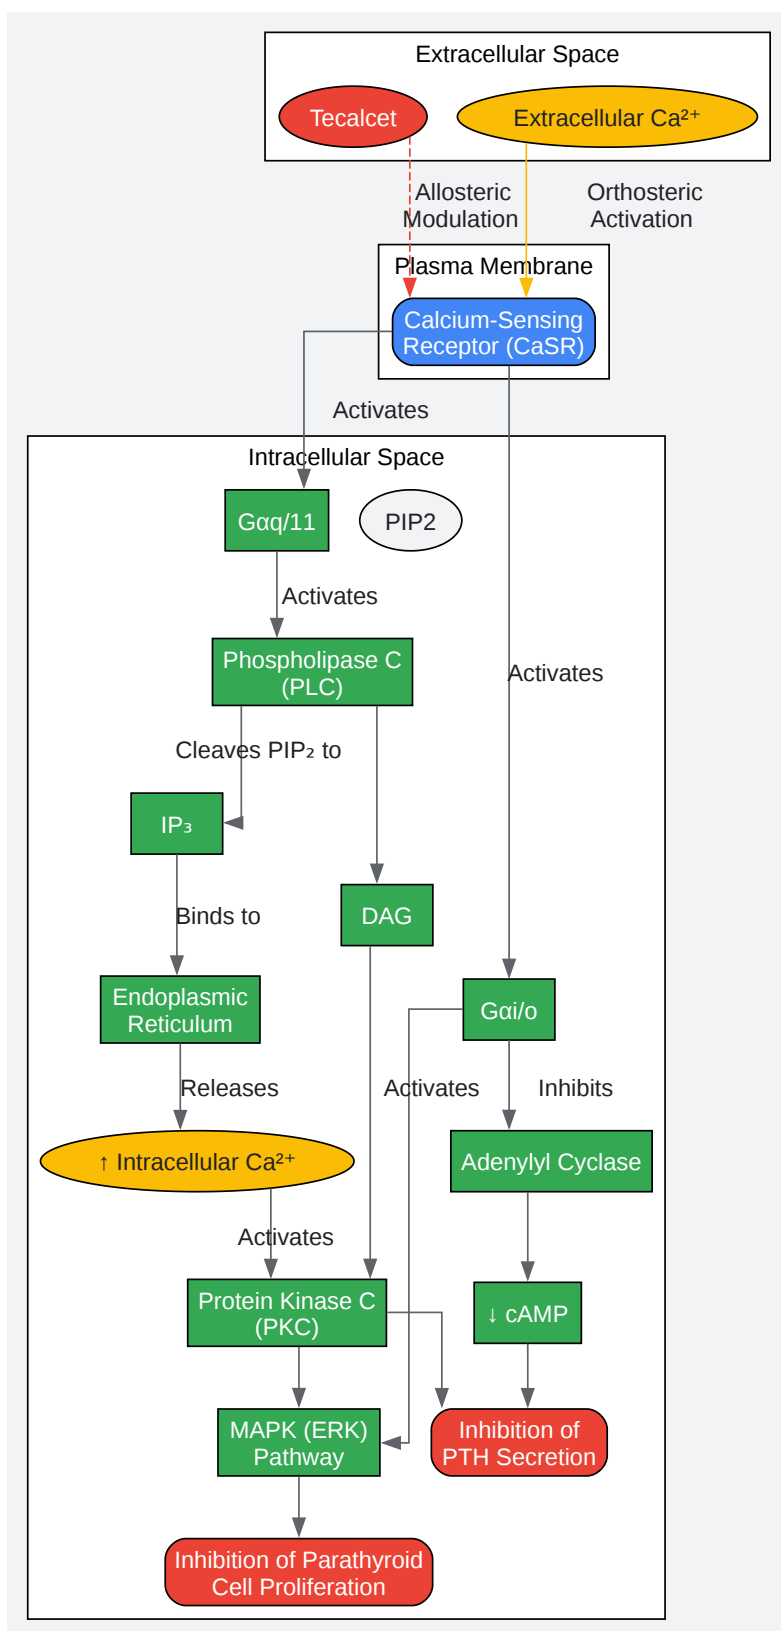 Extracellular Space
Tecalcet
Extracellular Ca²⁺
Allosteric
Modulation
Orthosteric
Activation
Plasma Membrane
Calcium-Sensing
Receptor (CaSR)
Activates
Intracellular Space
Gαq/11
PIP2
Activates
Phospholipase C
(PLC)
Activates
Cleaves PIP₂ to
IP₃
DAG
Binds to
Endoplasmic
Reticulum
Gαi/o
Releases
Activates
Inhibits
↑ Intracellular Ca²⁺
Adenylyl Cyclase
Activates
Protein Kinase C
(PKC)
↓ cAMP
MAPK (ERK)
Pathway
Inhibition of
PTH Secretion
Inhibition of Parathyroid
Cell Proliferation